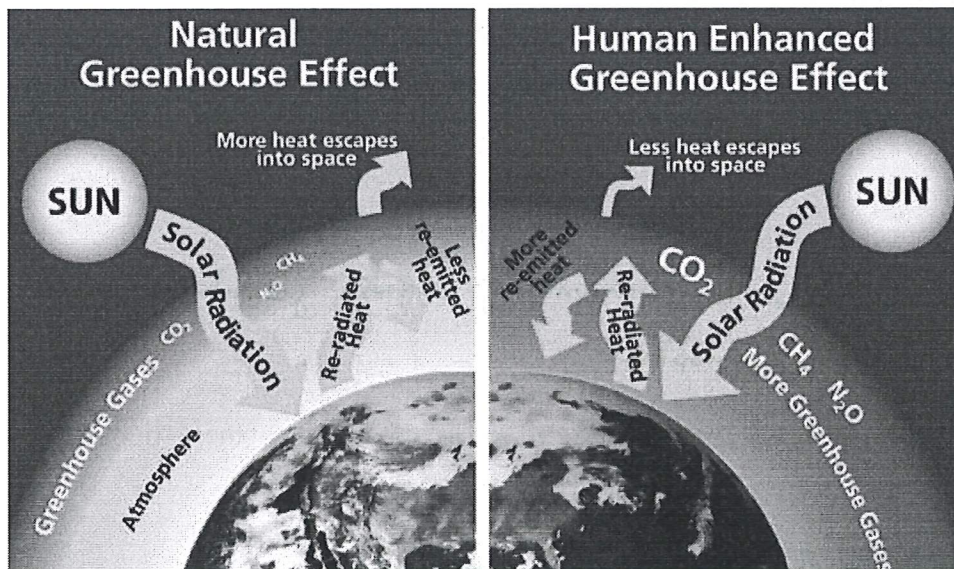 Natural
Greenhouse Effect
More heat escapes
into space
SUN
Solar Radiation
CH₄
N₂O
CO₂
Less
re-emitted
heat
Re-radiated
Heat
Greenhouse Gases
Atmosphere
Human Enhanced
Greenhouse Effect
Less heat escapes
into space
SUN
Solar Radiation
More
re-emitted
heat
CO₂
Re-radiated
Heat
CH₄
N₂O
More Greenhouse Gases